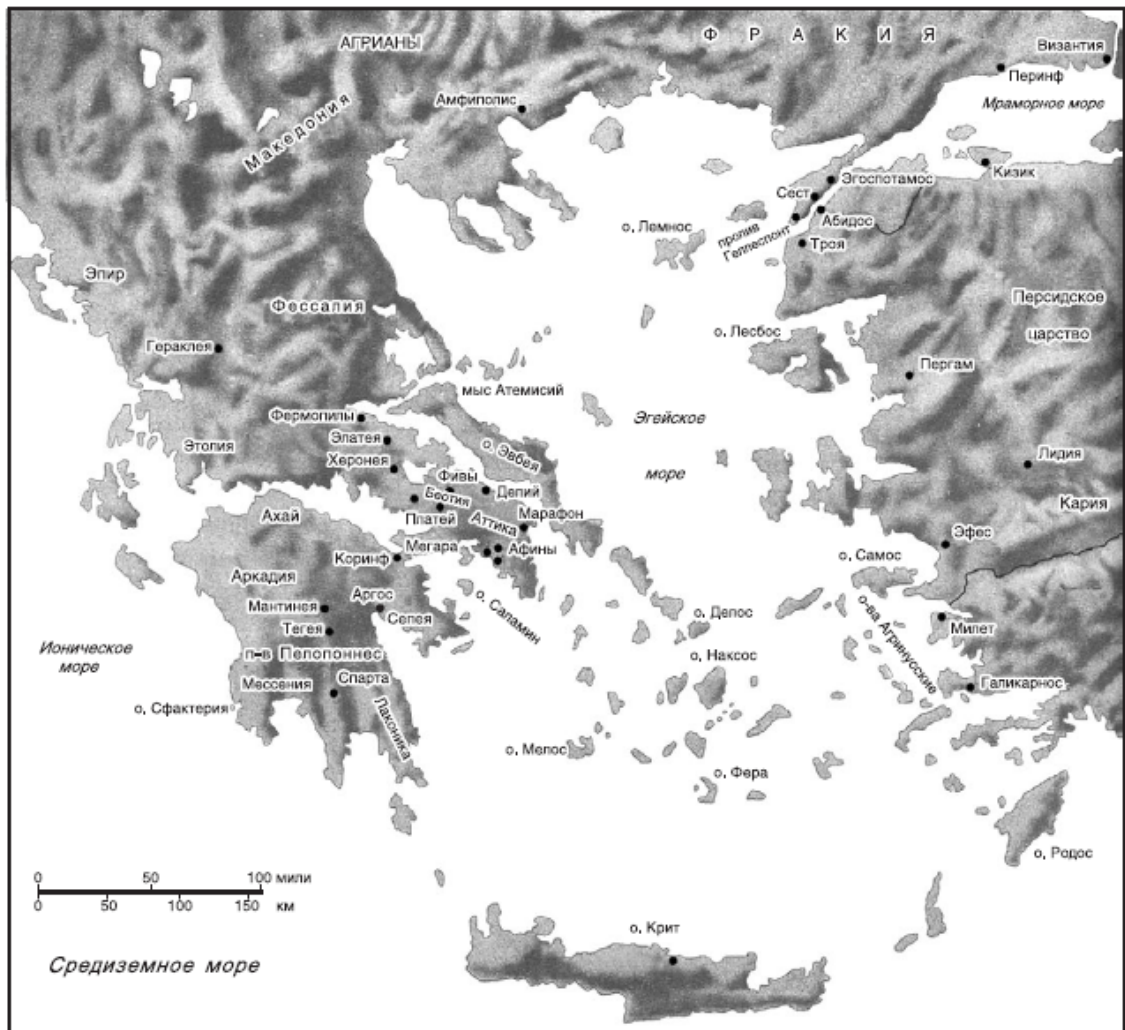 АГРИАНЫ
ФРАКИЯ
Византия
Перинф
Мраморное море
Амфиполис
Македония
Кизик
Эгоспотамос
Сест
Абидос
пролив
Геллеспонт
Троя
о, Лемнос
Эпир
Фессалия
Персидское
царство
Гераклея
о, Лесбос
Пергам
мыс Атемисий
Эгейское
море
Фермопилы
Элатея
Херонея
о, Эвбея
Этолия
Лидия
Фивы
Делий
Беотия
Платей
Аттика
Марафон
Кария
Ахай
Мегара
Афины
Эфес
Коринф
о, Самос
Аркадия
Аргос
Мантинея
Сепея
о, Саламин
о, Делос
о-ва Агринусские
Милет
Тегея
Ионическое
море
п-в Пелопоннес
о, Наксос
Мессения
Спарта
Галикарнос
о, Сфактерия
Лаконика
о, Мелос
о, Фера
о, Родос
0 50 100 мили
0 50 100 150 км
о, Крит
Средиземное море